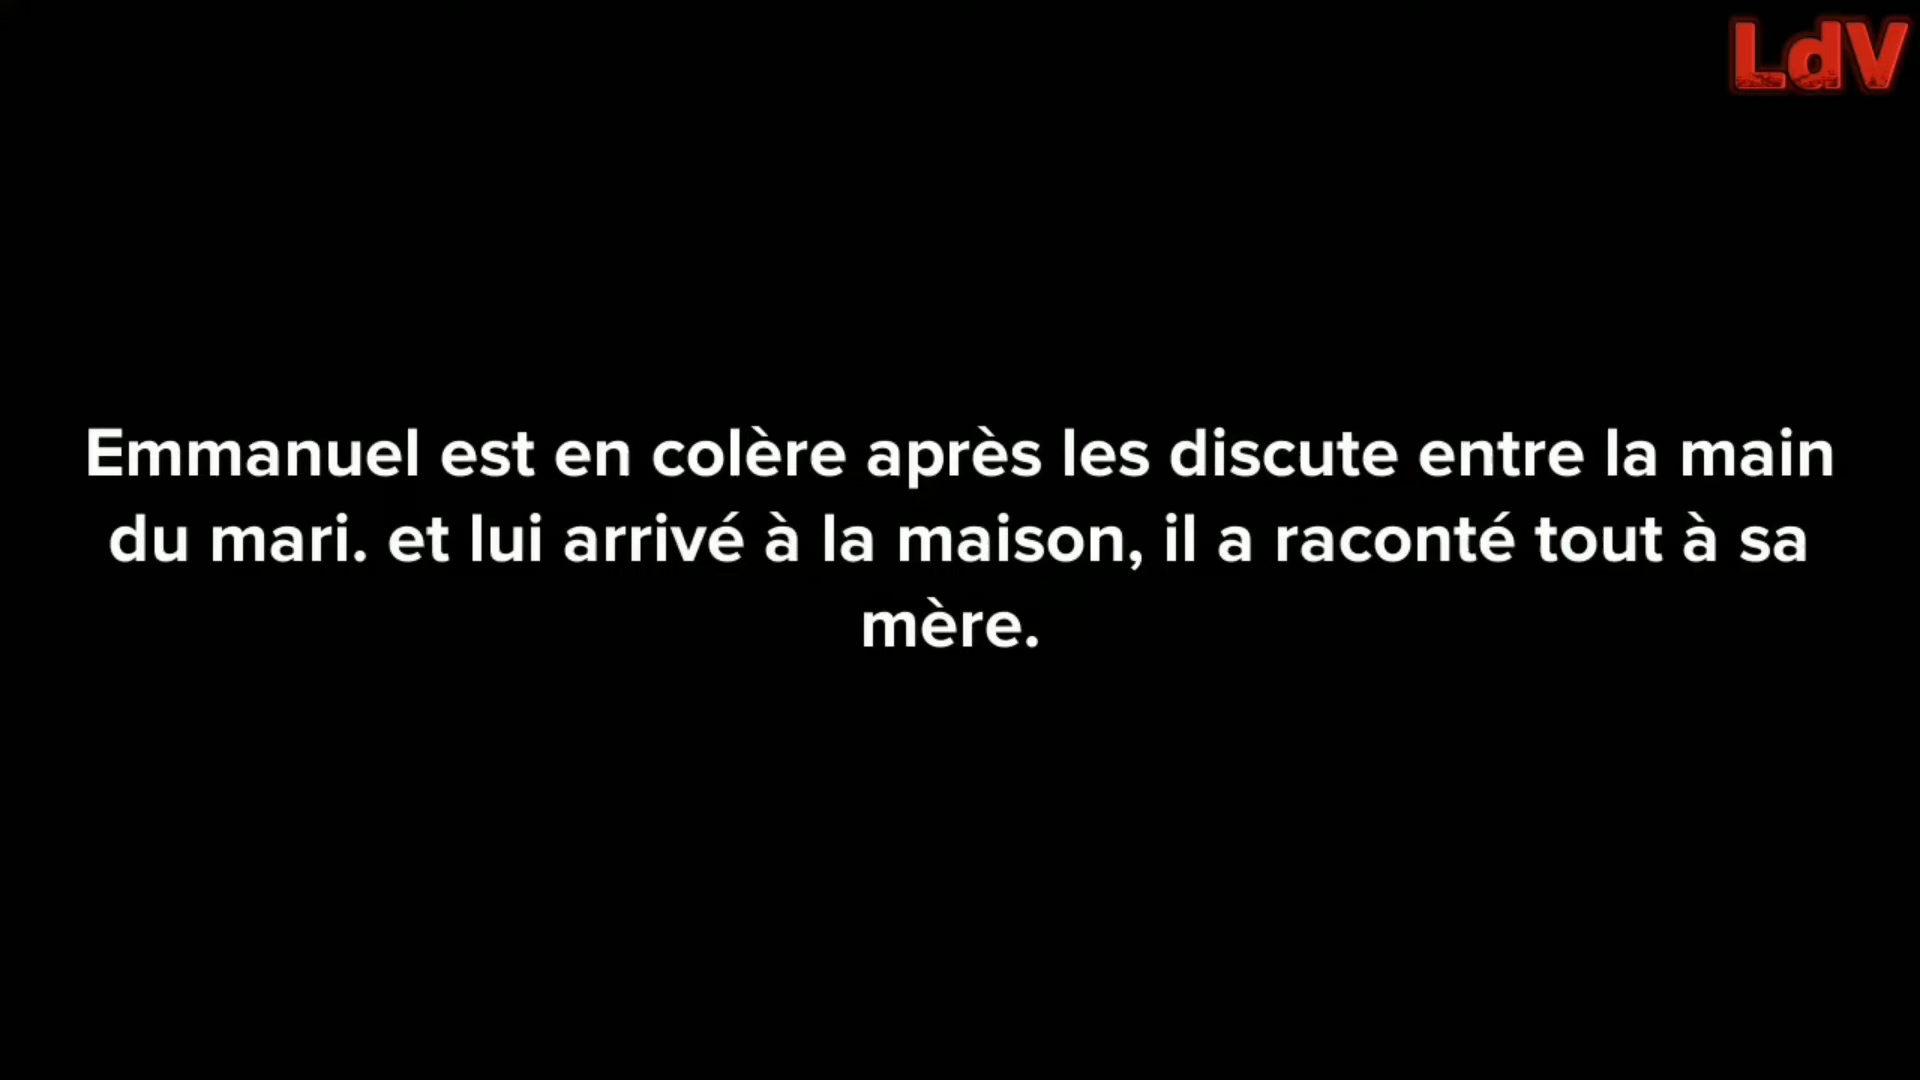 LdV
Emmanuel est en colère après les discute entre la main
du mari. et lui arrivé à la maison, il a raconté tout à sa
mère.